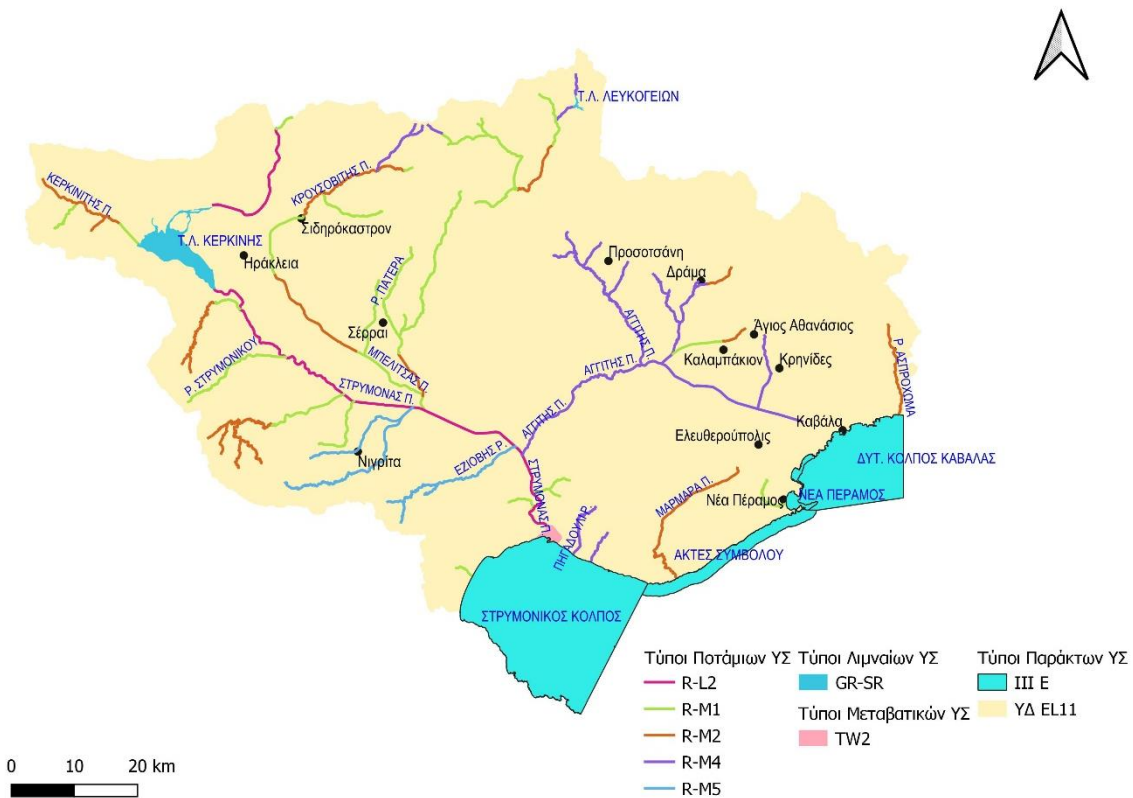 Τ.Λ. ΛΕΥΚΟΓΕΙΩΝ
ΚΕΡΚΙΝΙΤΗΣ Π.
ΚΡΟΥΣΟΒΙΤΗΣ Π.
Σιδηρόκαστρον
Τ.Λ. ΚΕΡΚΙΝΗΣ
Ηράκλεια
Προσοτσάνη
Δράμα
Ρ. ΠΑΤΕΡΑ
Σέρραι
ΑΓΓΙΤΗΣ Π.
Άγιος Αθανάσιος
Ρ. ΑΣΠΡΟΧΩΜΑ
Καλαμπάκιον
Κρηνίδες
ΜΠΕΛΙΤΣΑΣ Π.
ΑΓΓΙΤΗΣ Π.
Ρ. ΣΤΡΥΜΟΝΙΚΟΥ
ΣΤΡΥΜΟΝΑΣ Π.
ΑΓΓΙΤΗΣ Π.
Καβάλα
Ελευθερούπολις
Νιγρίτα
ΕΖΙΟΒΗΣ Ρ.
ΔΥΤ. ΚΟΛΠΟΣ ΚΑΒΑΛΑΣ
ΣΤΡΥΜΟΝΑΣ Π.
ΜΑΡΜΑΡΑ Π.
Νέα Πέραμος
ΝΕΑ ΠΕΡΑΜΟΣ
ΠΗΓΑΔΟΥΛΙ Ρ.
ΑΚΤΕΣ ΣΥΜΒΟΛΟΥ
ΣΤΡΥΜΟΝΙΚΟΣ ΚΟΛΠΟΣ
Τύποι Ποτάμιων ΥΣ
R-L2
R-M1
R-M2
R-M4
R-M5
Τύποι Λιμναίων ΥΣ
GR-SR
Τύποι Μεταβατικών ΥΣ
TW2
Τύποι Παράκτων ΥΣ
III E
ΥΔ EL11
0 10 20 km